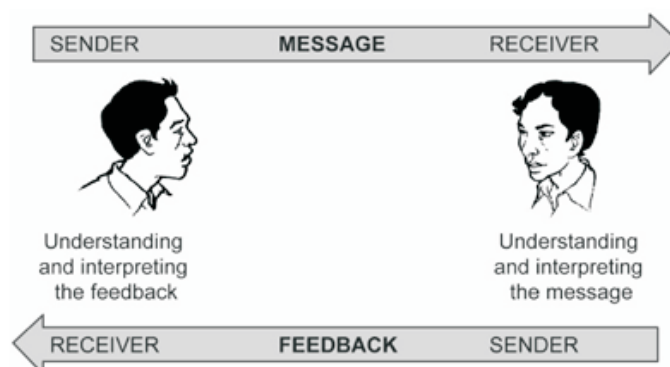 SENDER MESSAGE RECEIVER
Understanding
and interpreting
the feedback
Understanding
and interpreting
the message
RECEIVER FEEDBACK SENDER